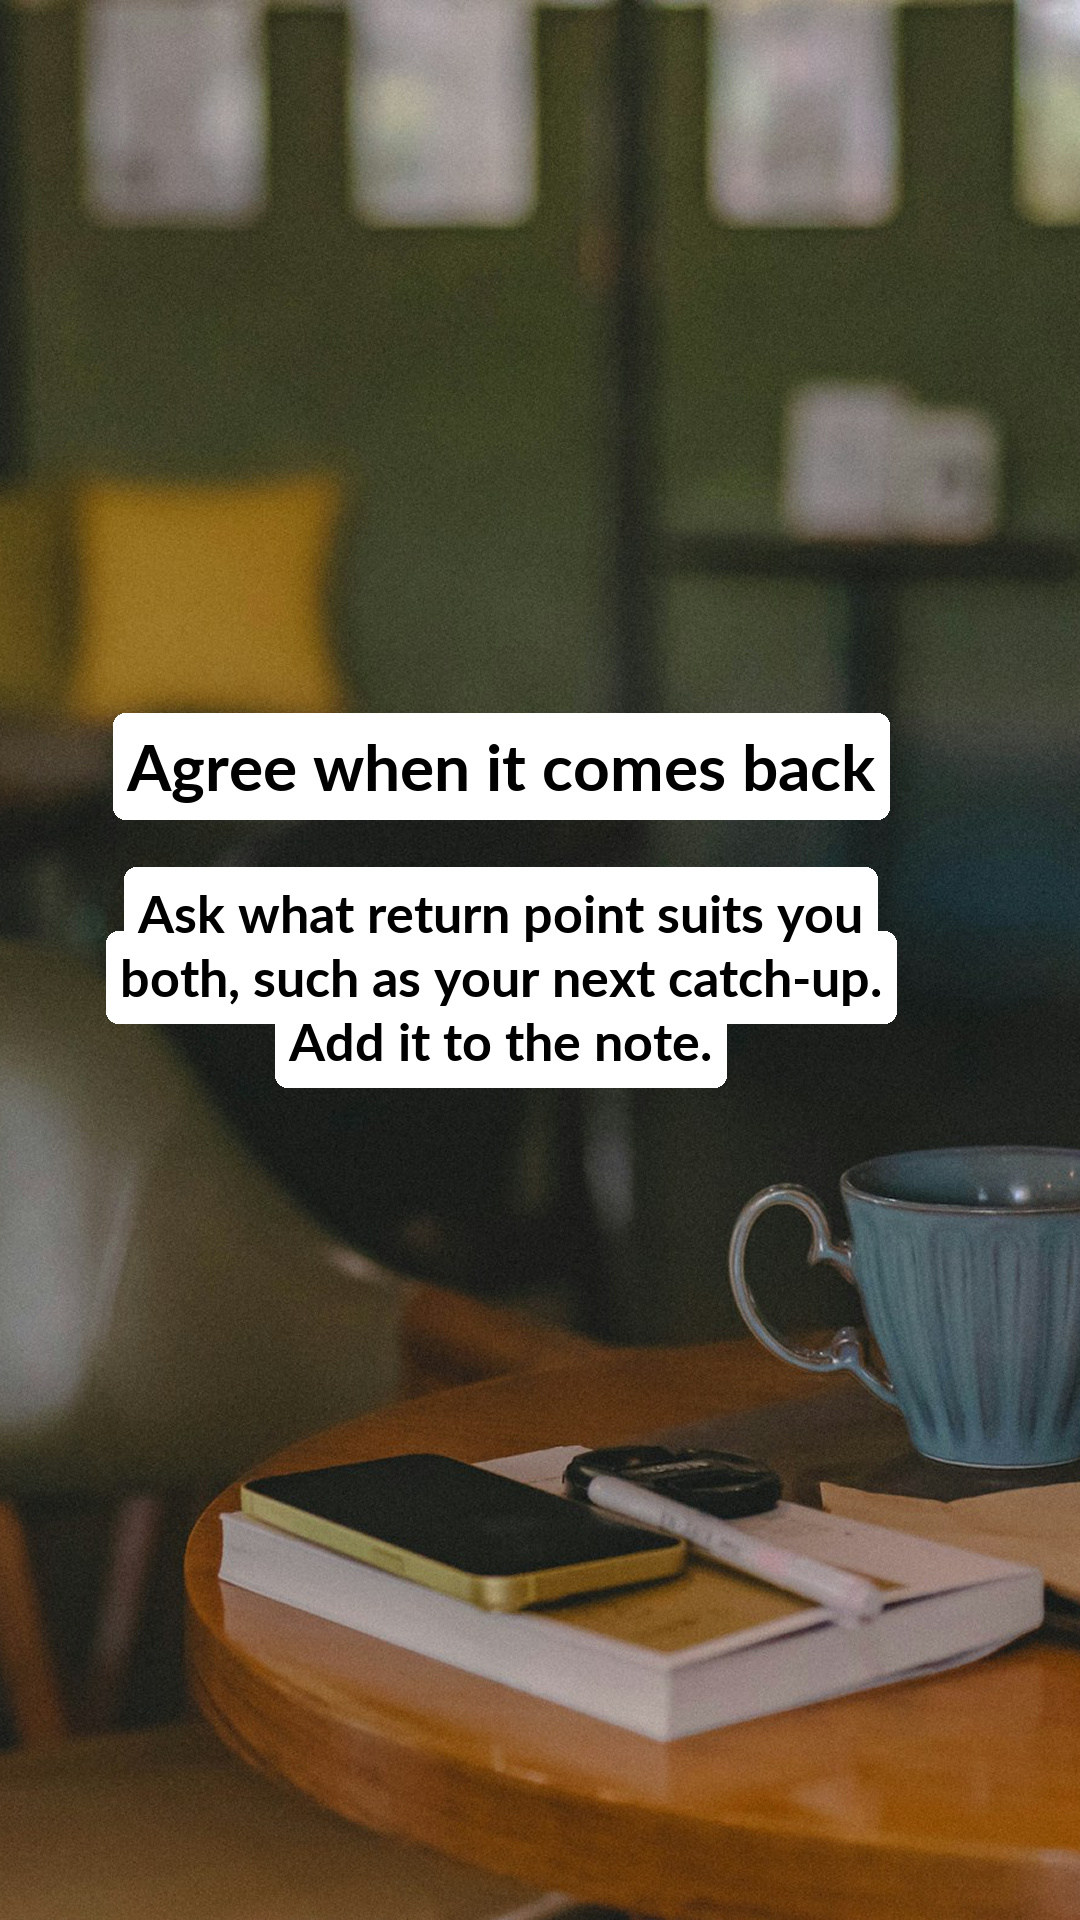 Agree when it comes back
Ask what return point suits you
both, such as your next catch-up.
Add it to the note.